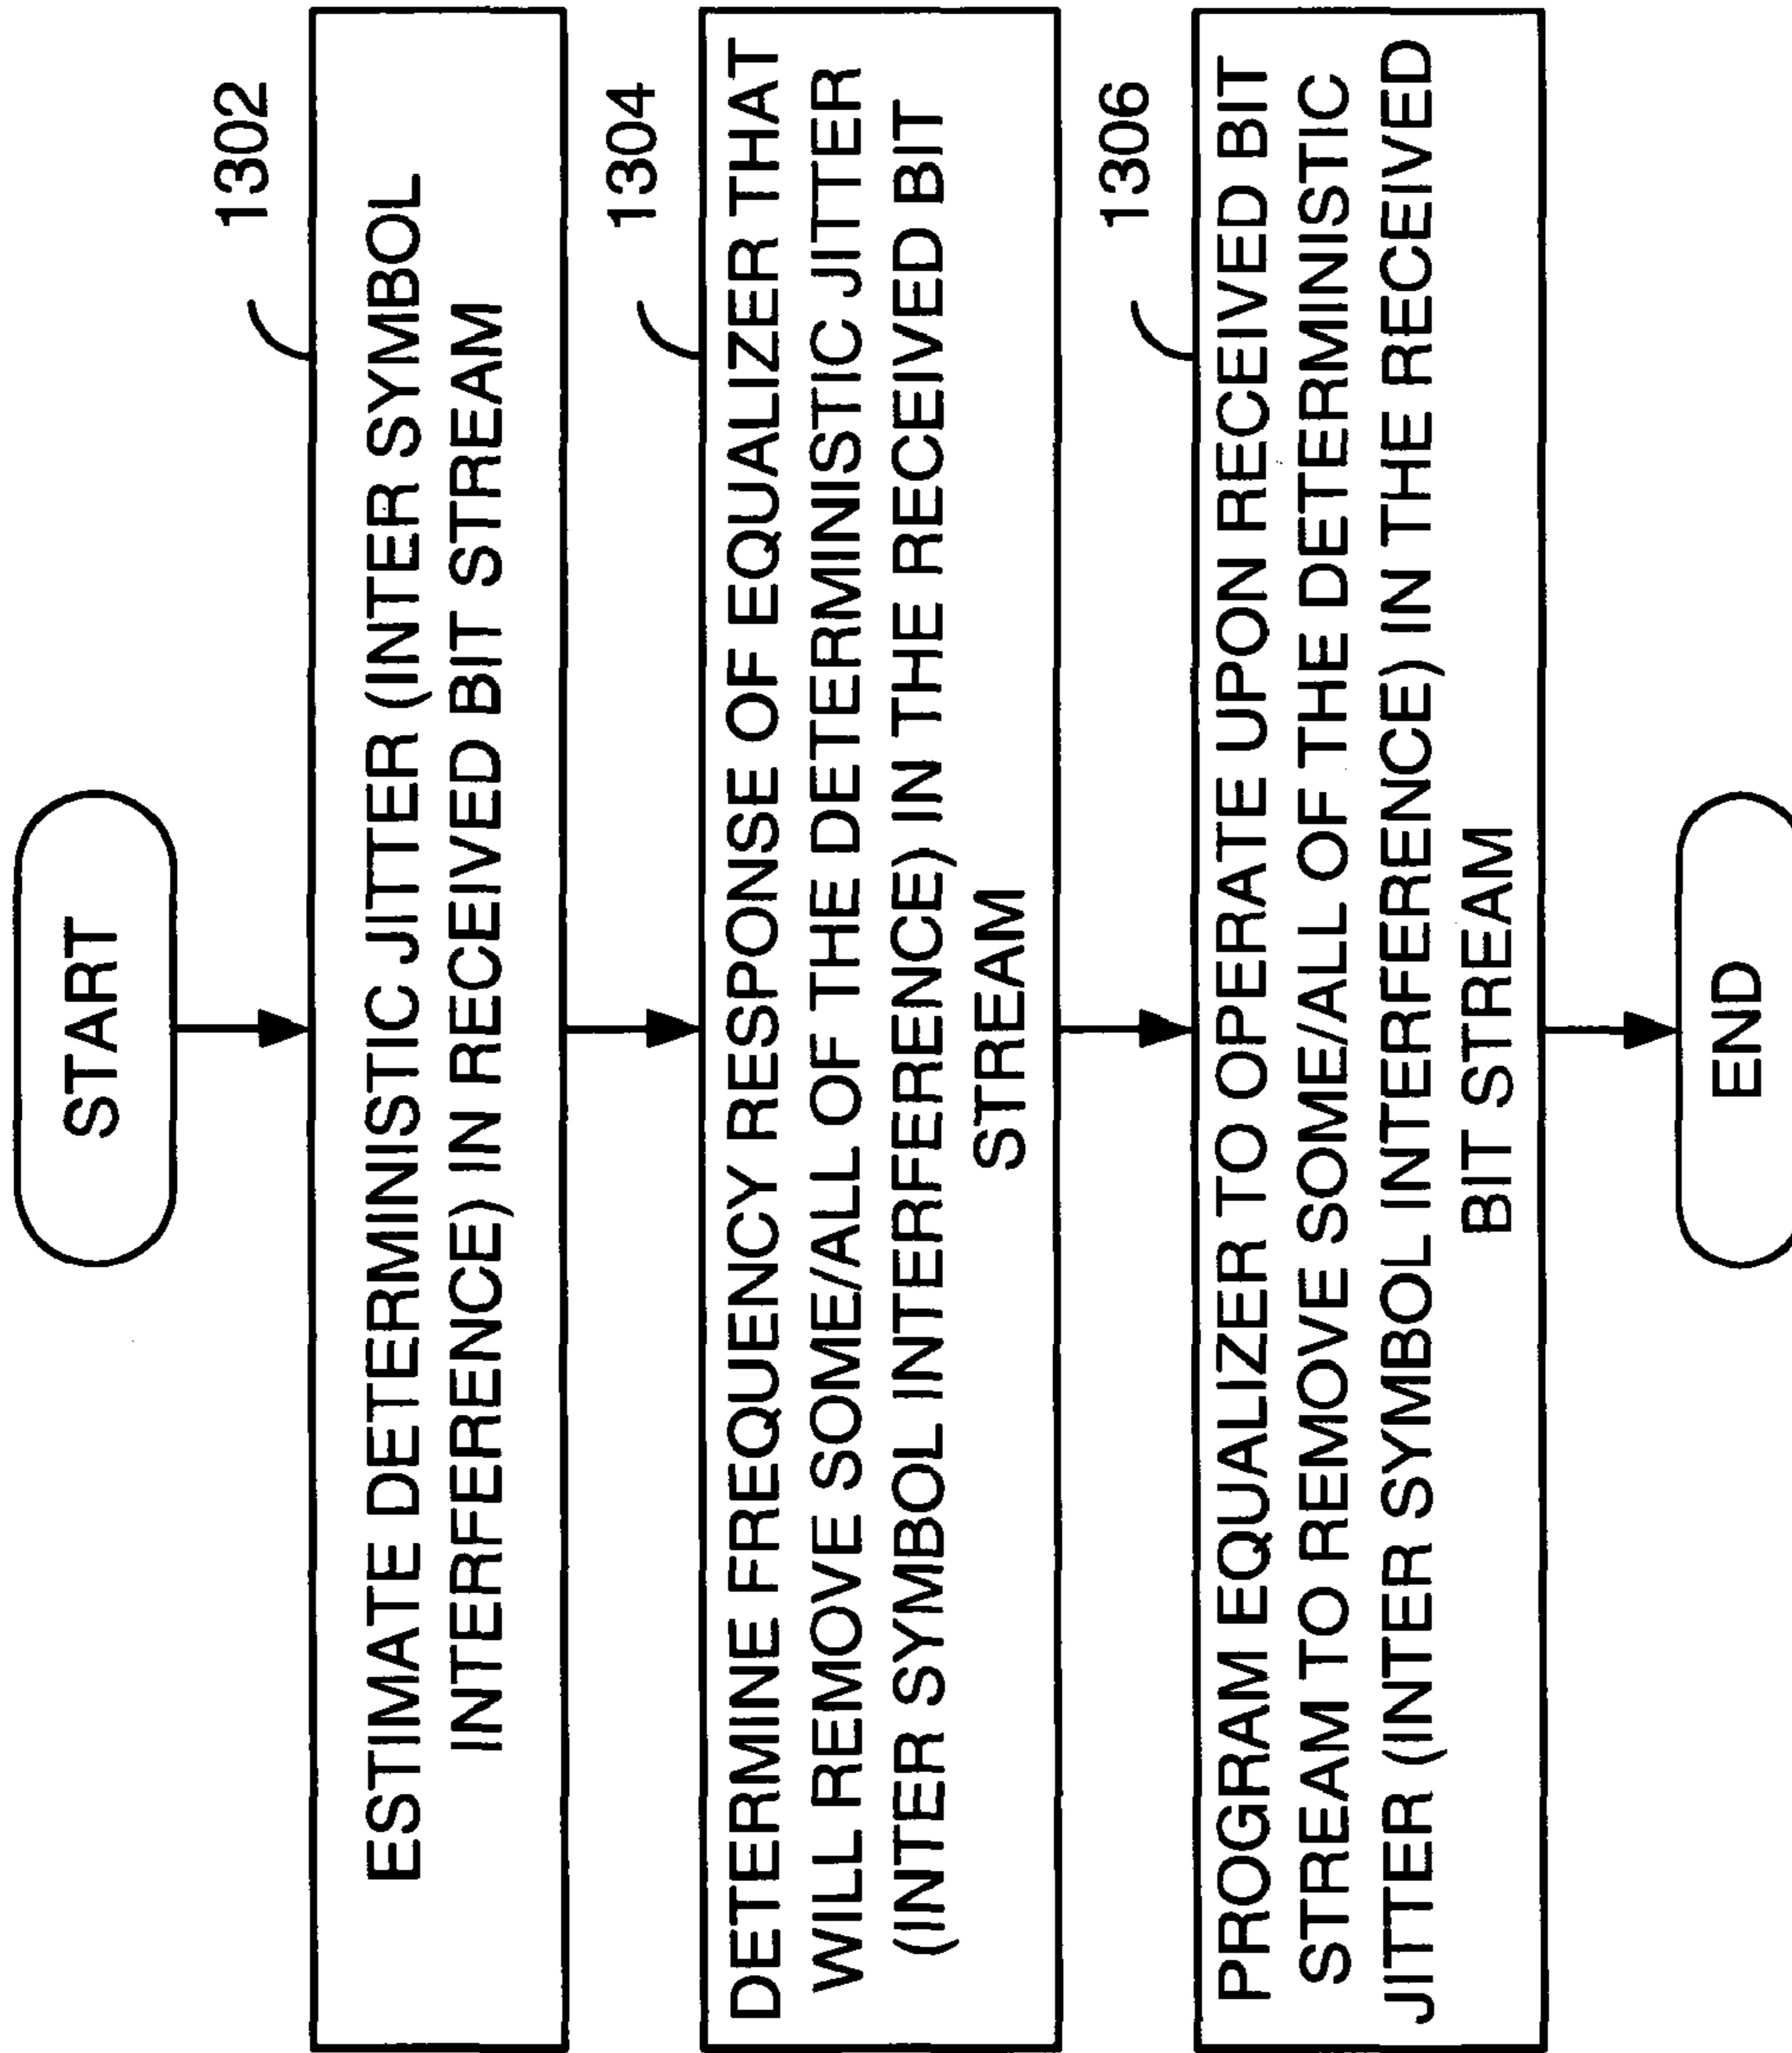 START
1302
ESTIMATE DETERMINISTIC JITTER (INTER SYMBOL
INTERFERENCE) IN RECEIVED BIT STREAM
1304
DETERMINE FREQUENCY RESPONSE OF EQUALIZER THAT
WILL REMOVE SOME/ALL OF THE DETERMINISTIC JITTER
(INTER SYMBOL INTERFERENCE) IN THE RECEIVED BIT
STREAM
1306
PROGRAM EQUALIZER TO OPERATE UPON RECEIVED BIT
STREAM TO REMOVE SOME/ALL OF THE DETERMINISTIC
JITTER (INTER SYMBOL INTERFERENCE) IN THE RECEIVED
BIT STREAM
END